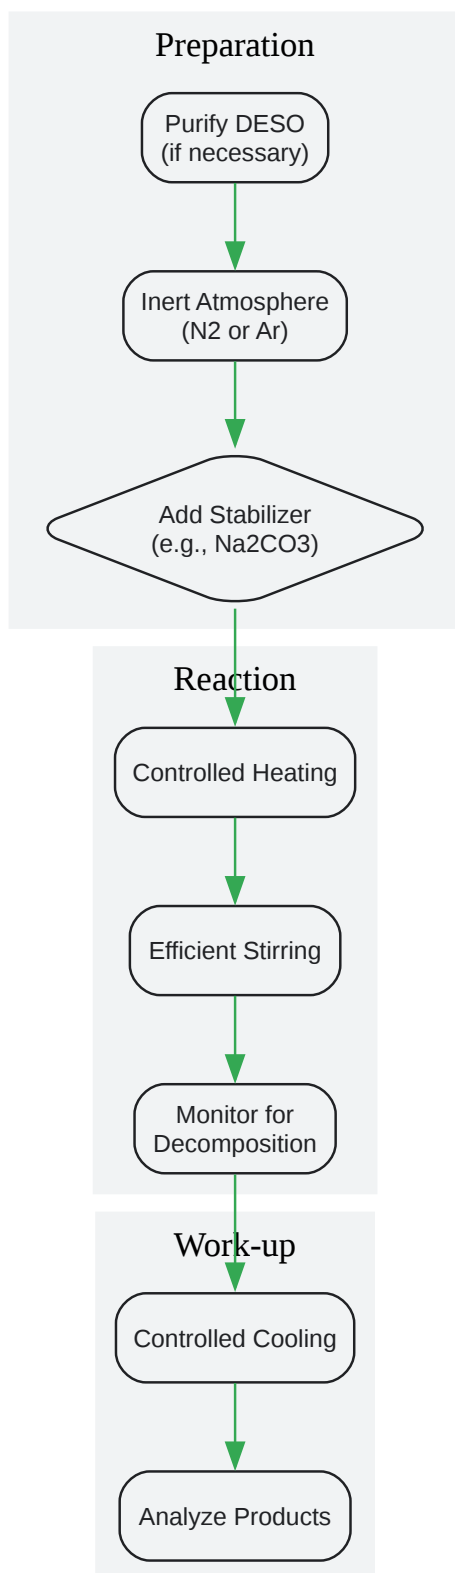 Preparation
Purify DESO
(if necessary)
Inert Atmosphere
(N2 or Ar)
Add Stabilizer
(e.g., Na2CO3)
Reaction
Controlled Heating
Efficient Stirring
Monitor for
Decomposition
Work-up
Controlled Cooling
Analyze Products